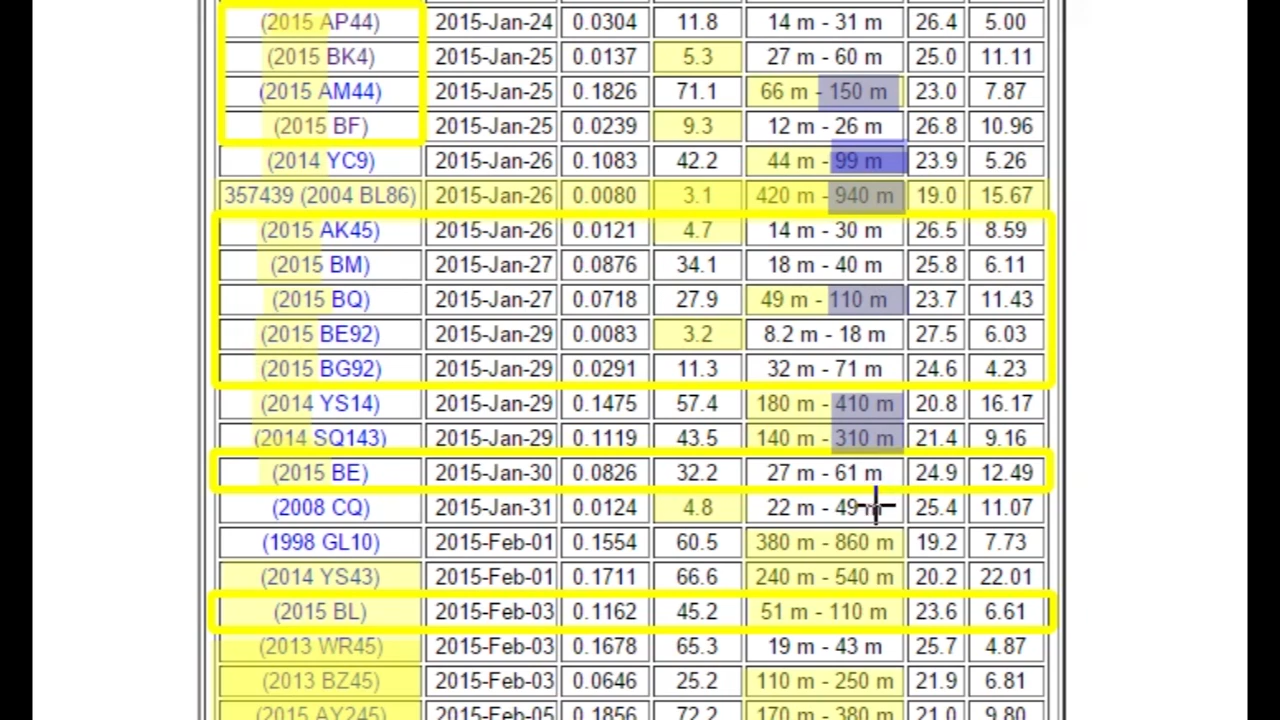 (2015 AP44) 2015-Jan-24 0.0304 11.8 14 m - 31 m 26.4 5.00
(2015 BK4) 2015-Jan-25 0.0137 5.3 27 m - 60 m 25.0 11.11
(2015 AM44) 2015-Jan-25 0.1826 71.1 66 m - 150 m 23.0 7.87
(2015 BF) 2015-Jan-25 0.0239 9.3 12 m - 26 m 26.8 10.96
(2014 YC9) 2015-Jan-26 0.1083 42.2 44 m - 99 m 23.9 5.26
357439 (2004 BL86) 2015-Jan-26 0.0080 3.1 420 m - 940 m 19.0 15.67
(2015 AK45) 2015-Jan-26 0.0121 4.7 14 m - 30 m 26.5 8.59
(2015 BM) 2015-Jan-27 0.0876 34.1 18 m - 40 m 25.8 6.11
(2015 BQ) 2015-Jan-27 0.0718 27.9 49 m - 110 m 23.7 11.43
(2015 BE92) 2015-Jan-29 0.0083 3.2 8.2 m - 18 m 27.5 6.03
(2015 BG92) 2015-Jan-29 0.0291 11.3 32 m - 71 m 24.6 4.23
(2014 YS14) 2015-Jan-29 0.1475 57.4 180 m - 410 m 20.8 16.17
(2014 SQ143) 2015-Jan-29 0.1119 43.5 140 m - 310 m 21.4 9.16
(2015 BE) 2015-Jan-30 0.0826 32.2 27 m - 61 m 24.9 12.49
(2008 CQ) 2015-Jan-31 0.0124 4.8 22 m - 49 m 25.4 11.07
(1998 GL10) 2015-Feb-01 0.1554 60.5 380 m - 860 m 19.2 7.73
(2014 YS43) 2015-Feb-01 0.1711 66.6 240 m - 540 m 20.2 22.01
(2015 BL) 2015-Feb-03 0.1162 45.2 51 m - 110 m 23.6 6.61
(2013 WR45) 2015-Feb-03 0.1678 65.3 19 m - 43 m 25.7 4.87
(2013 BZ45) 2015-Feb-03 0.0646 25.2 110 m - 250 m 21.9 6.81
(2015 AY245) 2015-Feb-05 0.1856 72.2 170 m - 380 m 21.0 9.80